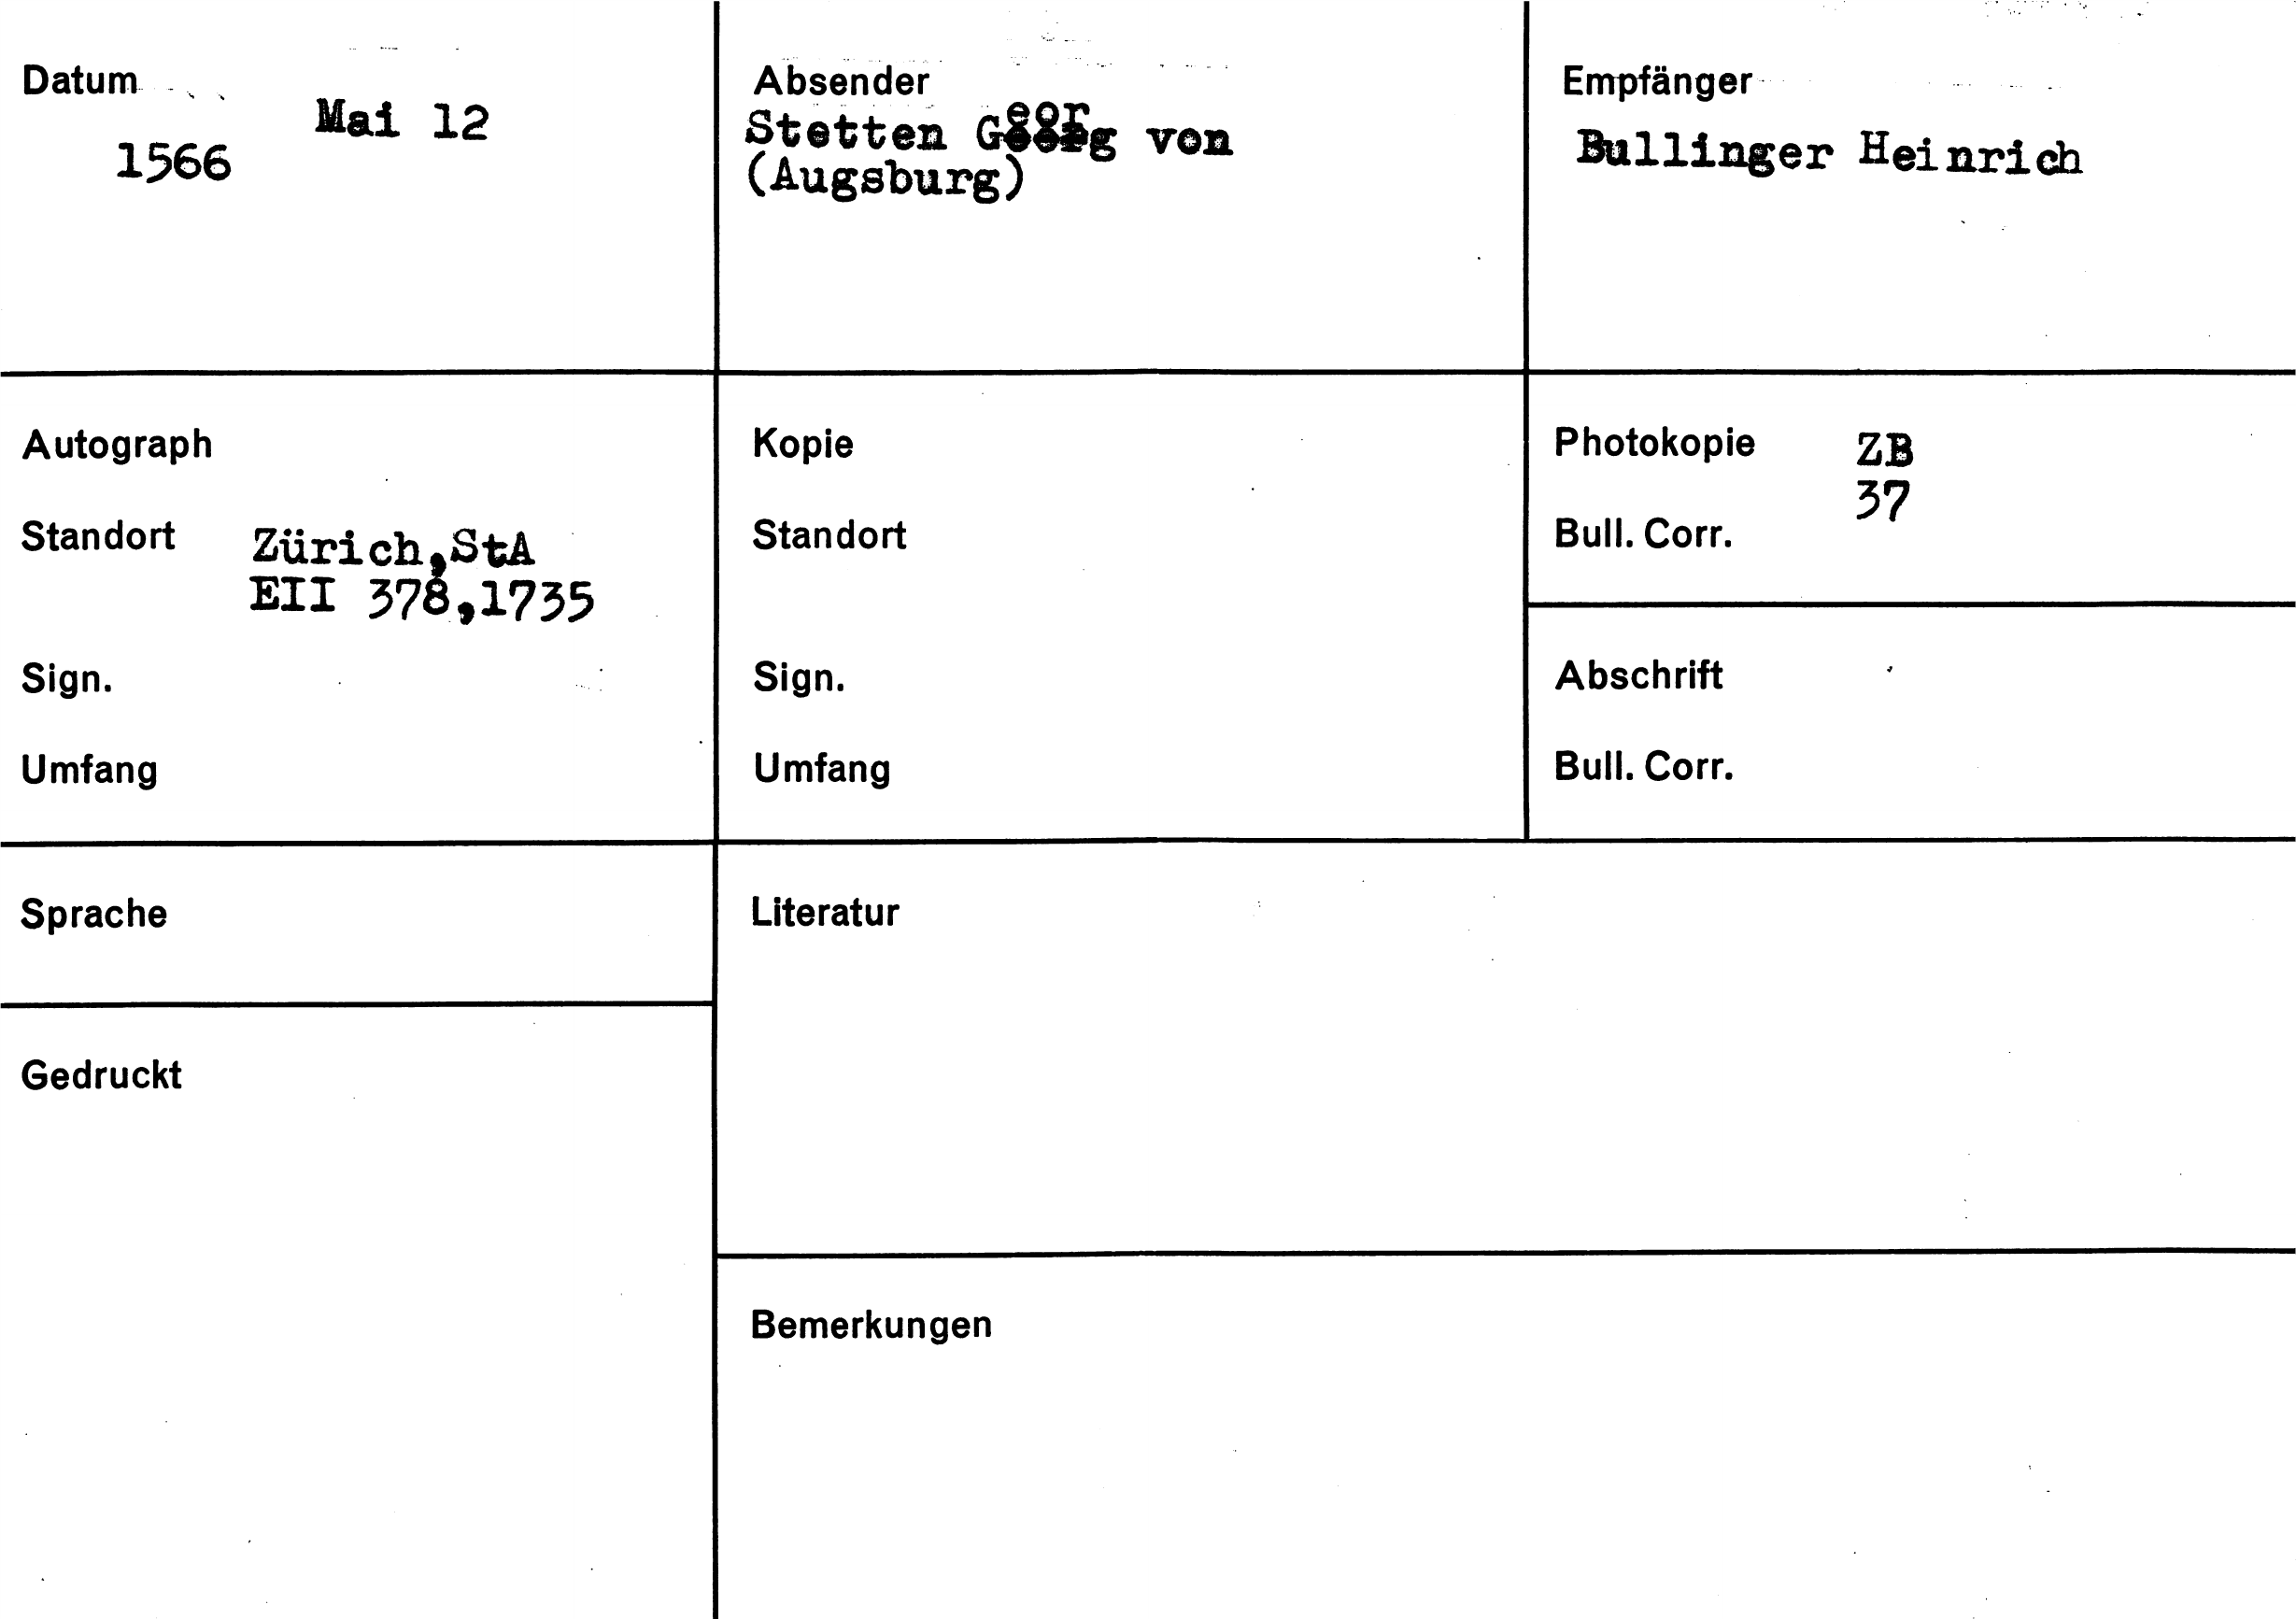 Datum
Mai 12
1566
Absender
Stetten Georg von
(Augsburg)
Empfänger
Bullinger Heinrich
Autograph
Standort
Zürich,StA
EII 378,1735
Sign.
Umfang
Kopie
Standort
Sign.
Umfang
Photokopie ZB
37
Bull. Corr.
Abschrift
Bull. Corr.
Sprache
Literatur
Gedruckt
Bemerkungen